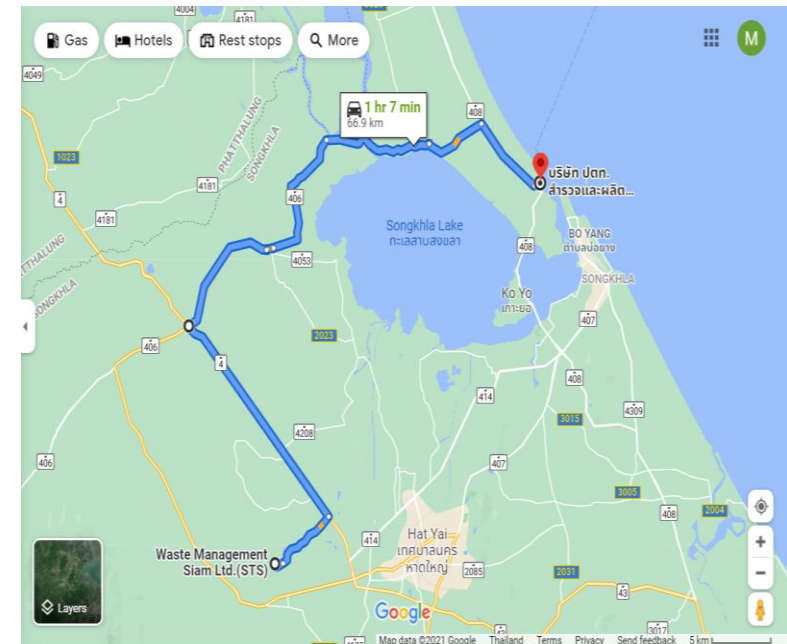 Gas
Hotels
Rest stops
More
M
4004
4181
4049
1 hr 7 min
66.9 km
408
PHATTHALUNG
SONGKHLA
1023
4
4181
4181
406
บริษัท ปตท.
สำรวจและผลิต...
Songkhla Lake
ทะเลสาบสงขลา
BO YANG
ตำบลบ่อยาง
408
SONGKHLA
4053
Ko Yo
เกาะยอ
SONGKHLA
407
2023
406
4
414
408
4309
3015
4208
406
407
3005
408
2004
Hat Yai
เทศบาลนคร
หาดใหญ่
414
Waste Management
Siam Ltd.(STS)
2085
2031
43
Layers
Google
3017
Map data ©2021 Google Thailand Terms Privacy Send feedback 5 km